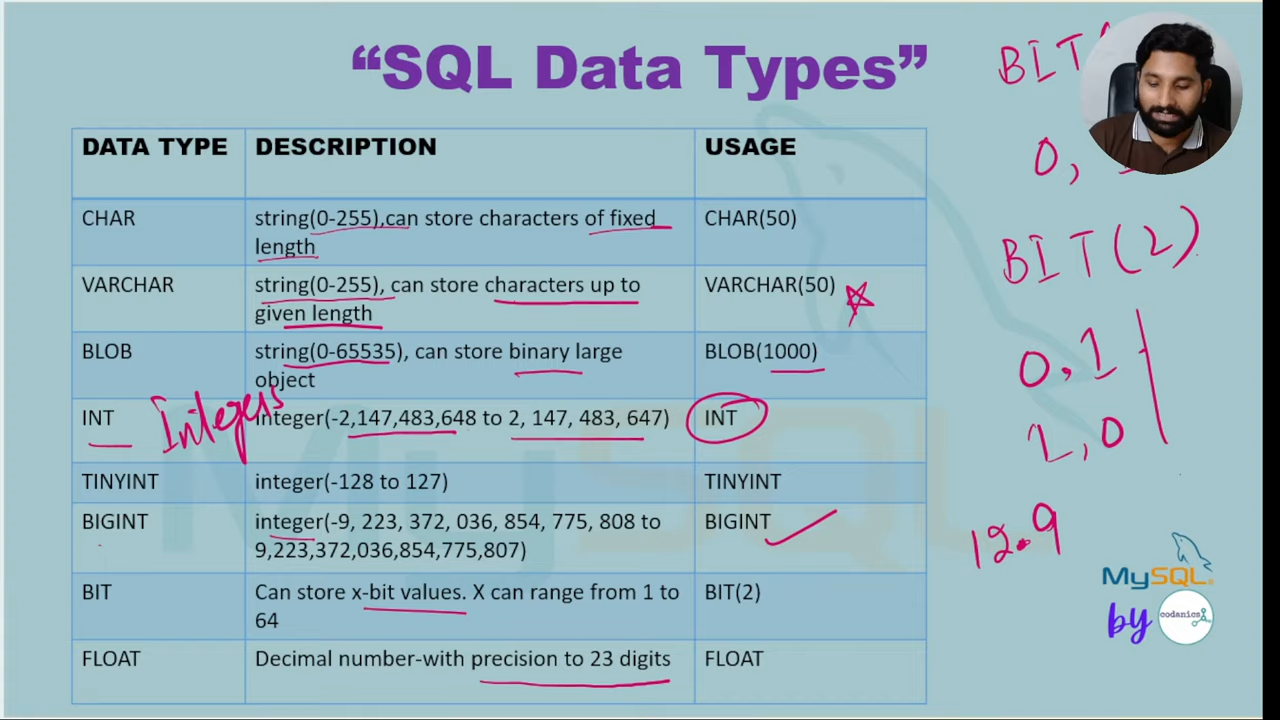 “SQL Data Types”
DATA TYPE DESCRIPTION USAGE
CHAR string(0-255),can store characters of fixed length CHAR(50)
VARCHAR string(0-255), can store characters up to given length VARCHAR(50)
BLOB string(0-65535), can store binary large object BLOB(1000)
INT Integers integer(-2,147,483,648 to 2, 147, 483, 647) INT
TINYINT integer(-128 to 127) TINYINT
BIGINT integer(-9, 223, 372, 036, 854, 775, 808 to 9,223,372,036,854,775,807) BIGINT
BIT Can store x-bit values. X can range from 1 to 64 BIT(2)
FLOAT Decimal number-with precision to 23 digits FLOAT
BIT
0,
BIT(2)
0,1
1,0
12.9
MySQL
by codanics